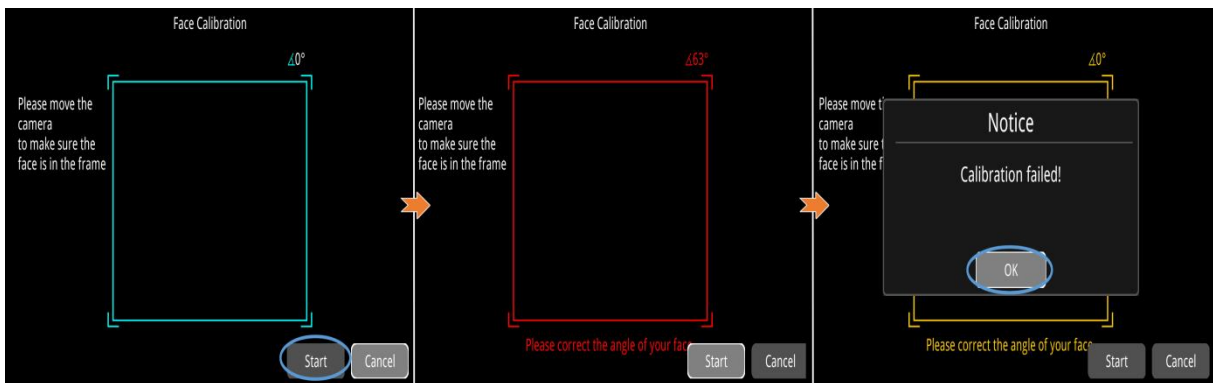 Face Calibration
∡0°
Please move the
camera
to make sure the
face is in the frame
Start
Cancel
Face Calibration
∡63°
Please move the
camera
to make sure the
face is in the frame
Please correct the angle of your face
Start
Cancel
Face Calibration
∡0°
Please move t
camera
to make sure
face is in the f
Notice
Calibration failed!
OK
Please correct the angle of your face
Start
Cancel